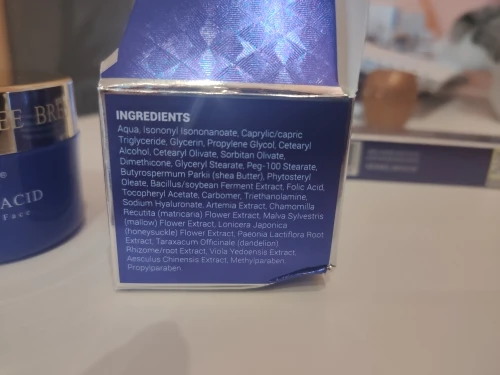 EE BRE
ACID
Face
INGREDIENTS
Aqua, Isononyl Isononanoate, Caprylic/capric
Triglyceride, Glycerin, Propylene Glycol, Cetearyl
Alcohol, Cetearyl Olivate, Sorbitan Olivate,
Dimethicone, Glyceryl Stearate, Peg-100 Stearate,
Butyrospermum Parkii (shea Butter), Phytosteryl
Oleate, Bacillus/soybean Ferment Extract, Folic Acid,
Tocopheryl Acetate, Carbomer, Triethanolamine,
Sodium Hyaluronate, Artemia Extract, Chamomilla
Recutita (matricaria) Flower Extract, Malva Sylvestris
(mallow) Flower Extract, Lonicera Japonica
(honeysuckle) Flower Extract, Paeonia Lactiflora Root
Extract, Taraxacum Officinale (dandelion)
Rhizome/root Extract, Viola Yedoensis Extract,
Aesculus Chinensis Extract, Methylparaben,
Propylparaben.